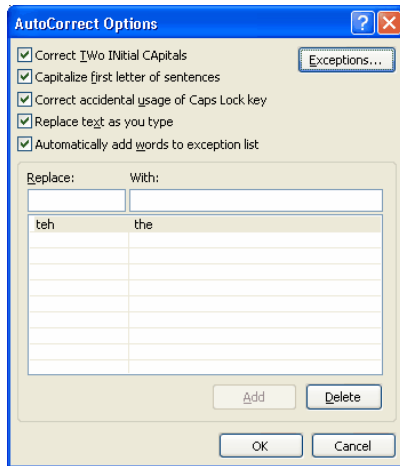 AutoCorrect Options
Correct TWo INitial CApitals
Exceptions...
Capitalize first letter of sentences
Correct accidental usage of Caps Lock key
Replace text as you type
Automatically add words to exception list
Replace: With:
teh the
Add Delete
OK Cancel